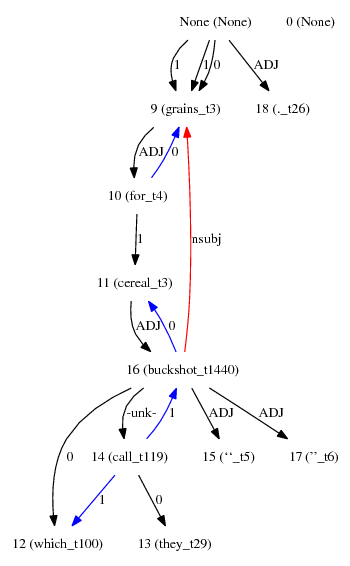 None (None) 0 (None)
1 1 0 ADJ
9 (grains_t3) 18 (._t26)
ADJ 0
10 (for_t4)
1 nsubj
11 (cereal_t3)
ADJ 0
16 (buckshot_t1440)
0 -unk- 1 ADJ ADJ
14 (call_t119) 15 (“_t5) 17 (”_t6)
1 0
12 (which_t100) 13 (they_t29)